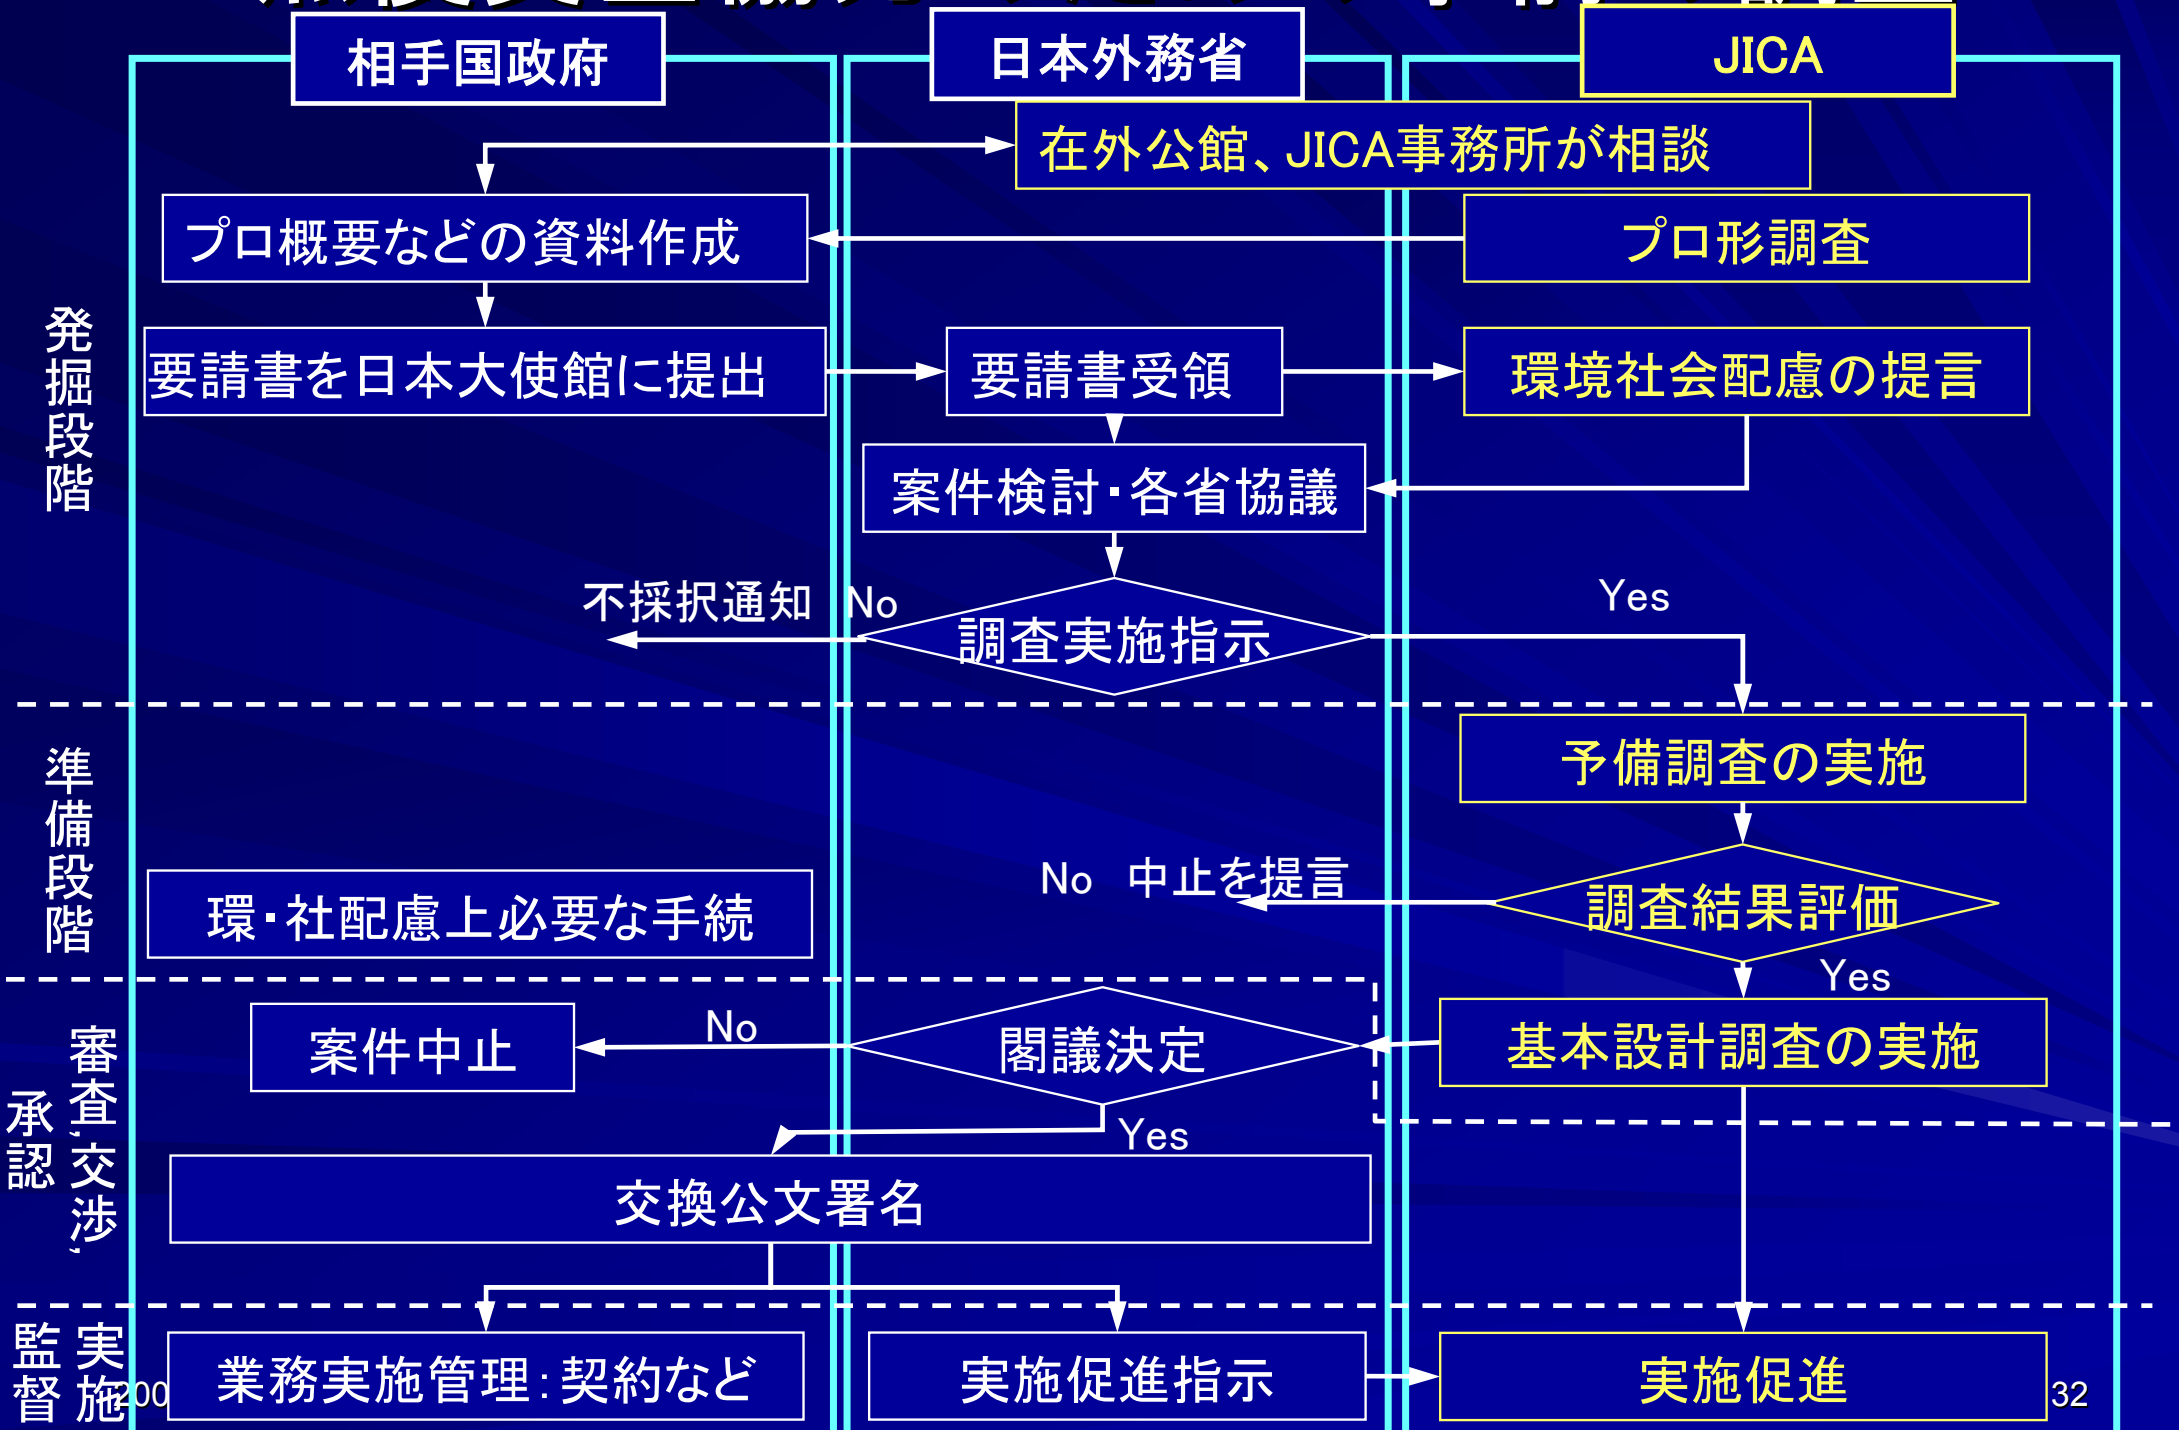 相手国政府
日本外務省
JICA
在外公館、JICA事務所が相談
プロ概要などの資料作成
プロ形調査
発掘段階
要請書を日本大使館に提出
要請書受領
環境社会配慮の提言
案件検討・各省協議
不採択通知 No
調査実施指示
Yes
準備段階
予備調査の実施
No 中止を提言
調査結果評価
環・社配慮上必要な手続
Yes
審査,交渉,
承認
案件中止
No
閣議決定
基本設計調査の実施
Yes
交換公文署名
実施
監督
業務実施管理：契約など
実施促進指示
実施促進
200
32